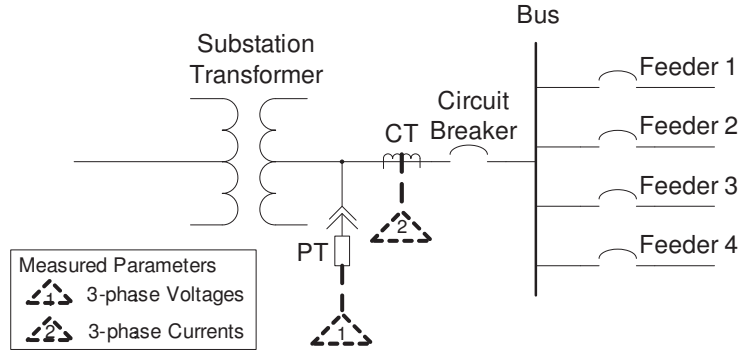 Bus
Substation
Transformer
Feeder 1
Circuit
Breaker
CT
Feeder 2
Feeder 3
2
PT
Feeder 4
Measured Parameters
1 3-phase Voltages
2 3-phase Currents
1